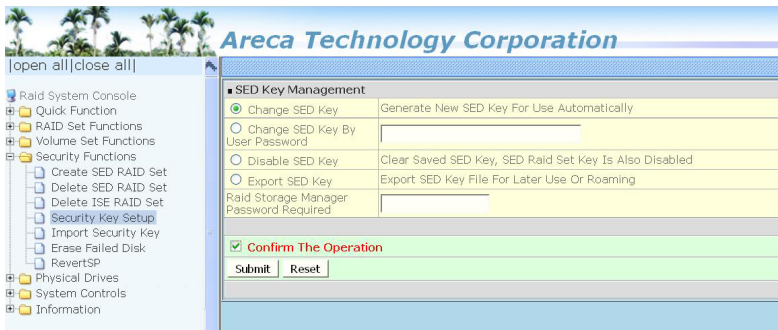 Areca Technology Corporation
|open all|close all|
Raid System Console
Quick Function
RAID Set Functions
Volume Set Functions
Security Functions
Create SED RAID Set
Delete SED RAID Set
Delete ISE RAID Set
Security Key Setup
Import Security Key
Erase Failed Disk
RevertSP
Physical Drives
System Controls
Information
SED Key Management
Change SED Key Generate New SED Key For Use Automatically
Change SED Key By
User Password
Disable SED Key Clear Saved SED Key, SED Raid Set Key Is Also Disabled
Export SED Key Export SED Key File For Later Use Or Roaming
Raid Storage Manager
Password Required
Confirm The Operation
Submit Reset